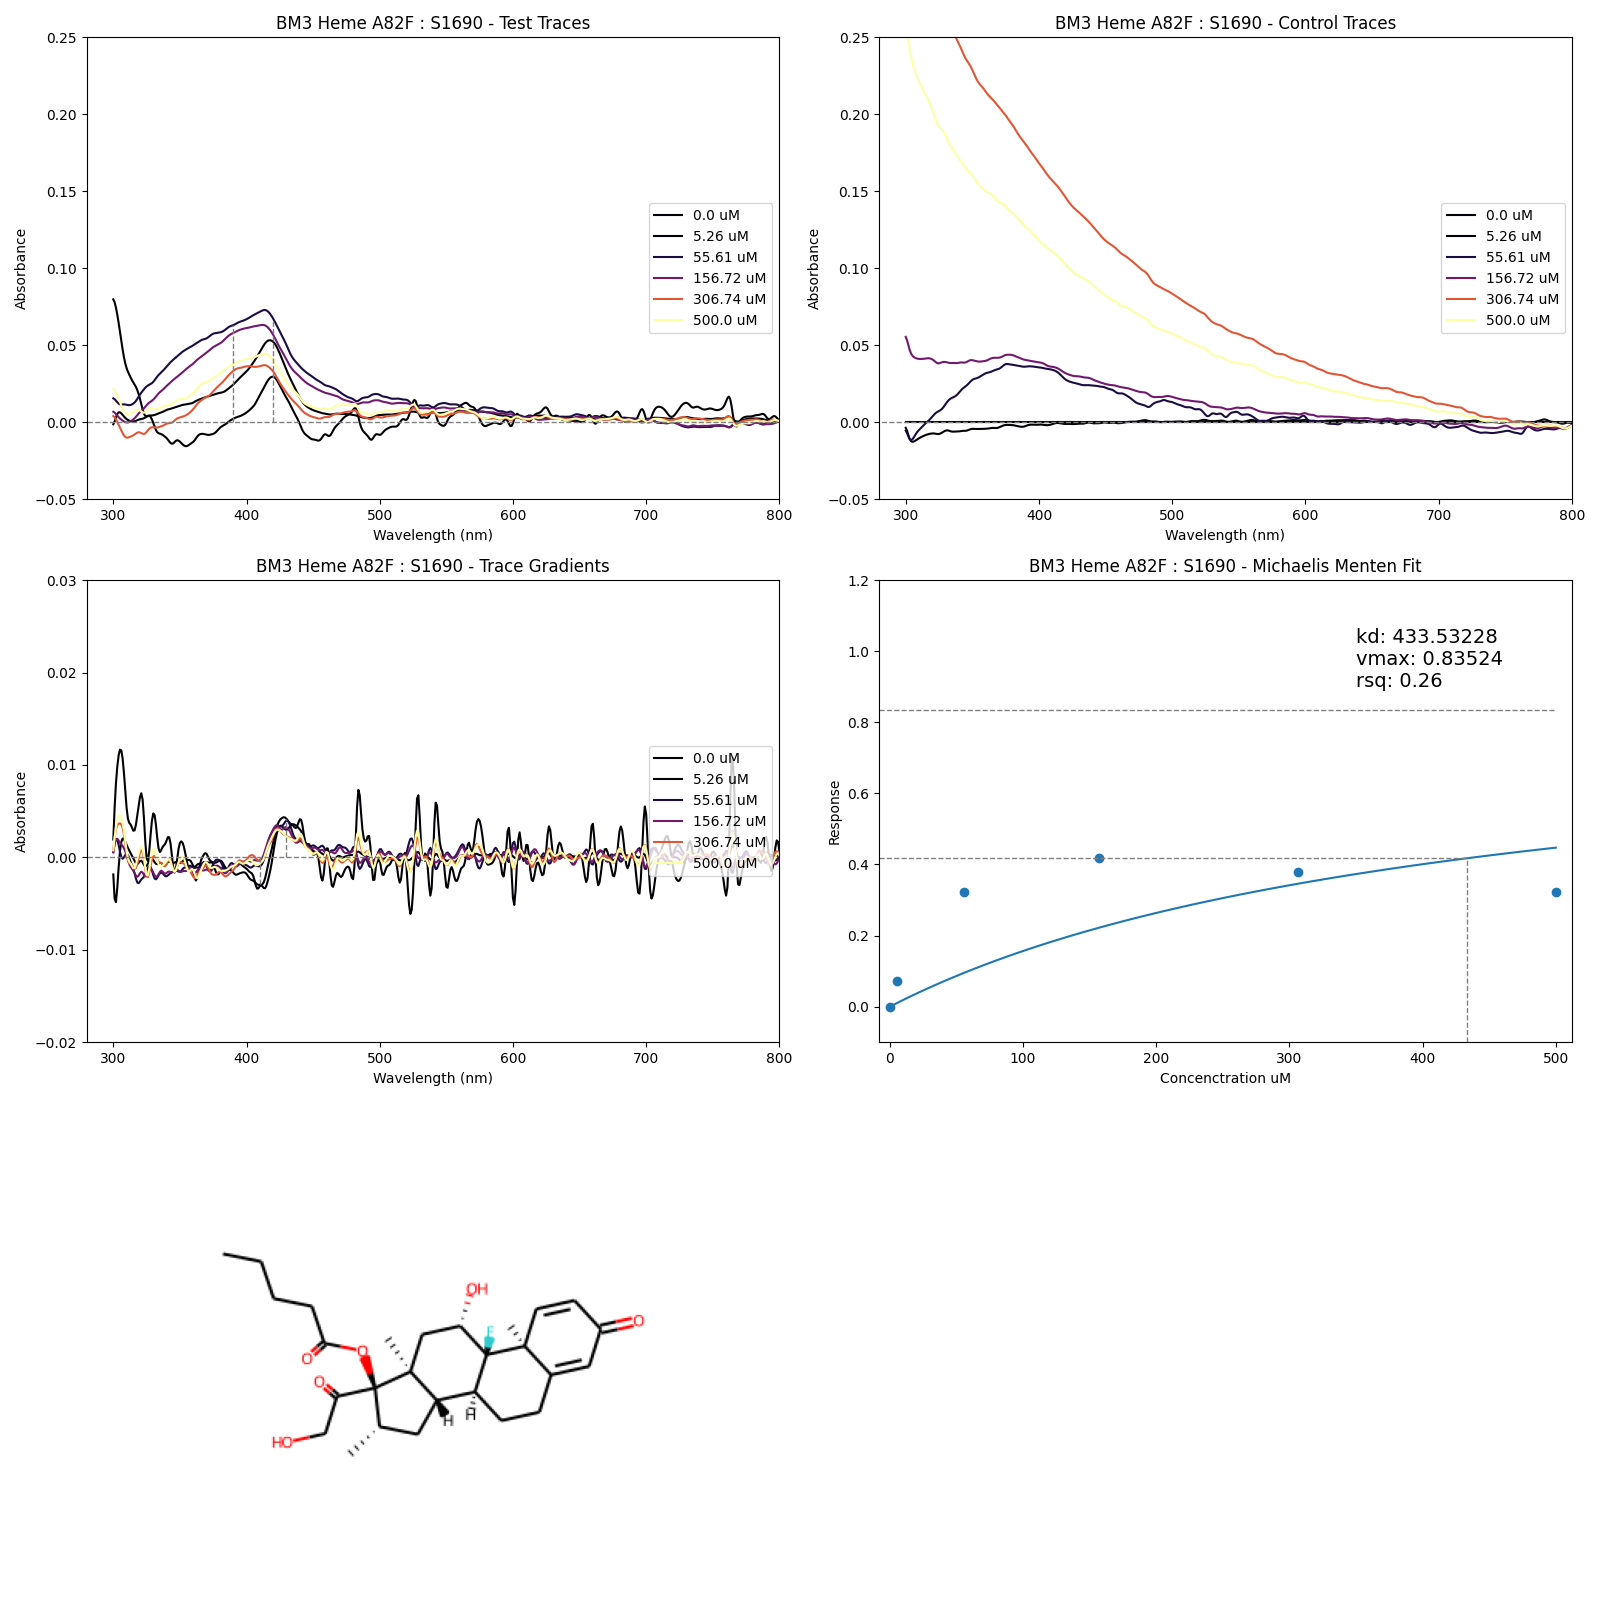 BM3 Heme A82F : S1690 - Test Traces
0.25
0.20
0.15
0.10
0.05
0.00
−0.05
Absorbance
0.0 uM
5.26 uM
55.61 uM
156.72 uM
306.74 uM
500.0 uM
300
400
500
600
700
800
Wavelength (nm)
BM3 Heme A82F : S1690 - Control Traces
0.25
0.20
0.15
0.10
0.05
0.00
−0.05
Absorbance
0.0 uM
5.26 uM
55.61 uM
156.72 uM
306.74 uM
500.0 uM
300
400
500
600
700
800
Wavelength (nm)
BM3 Heme A82F : S1690 - Trace Gradients
0.03
0.02
0.01
0.00
−0.01
−0.02
Absorbance
0.0 uM
5.26 uM
55.61 uM
156.72 uM
306.74 uM
500.0 uM
300
400
500
600
700
800
Wavelength (nm)
BM3 Heme A82F : S1690 - Michaelis Menten Fit
1.2
1.0
0.8
0.6
0.4
0.2
0.0
Response
kd: 433.53228
vmax: 0.83524
rsq: 0.26
0
100
200
300
400
500
Concenctration uM
OH
F
O
O
O
O
H
H
HO